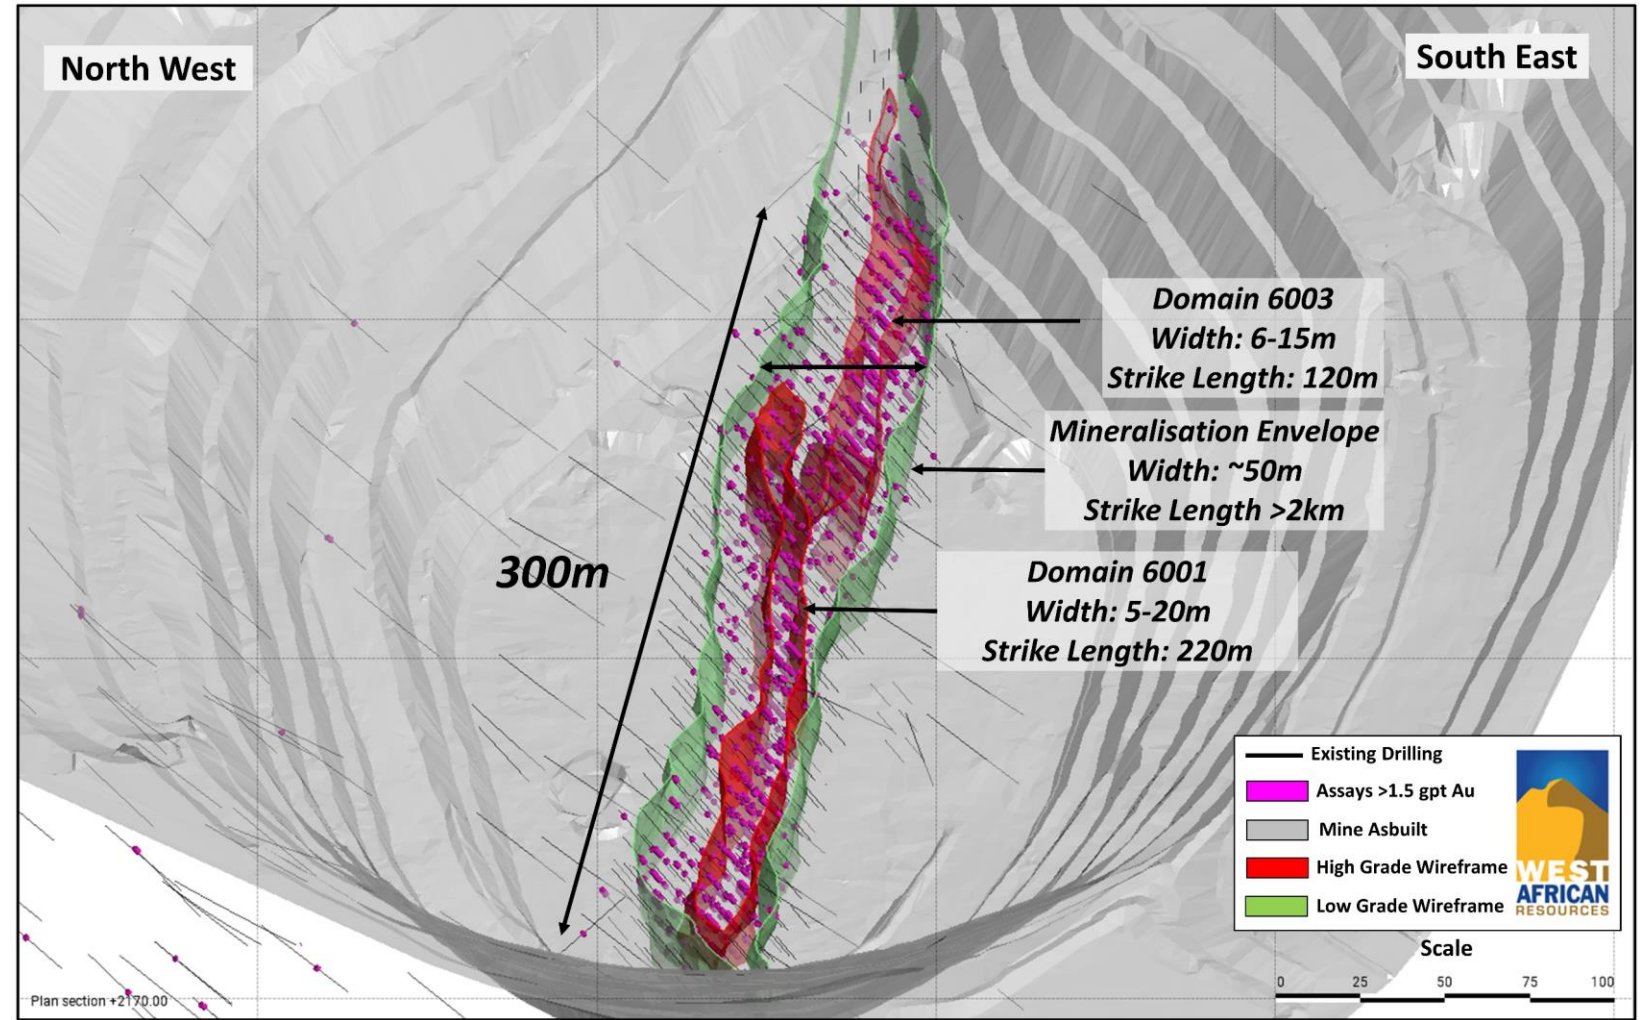 North West
South East
Domain 6003
Width: 6-15m
Strike Length: 120m
Mineralisation Envelope
Width: ~50m
Strike Length >2km
300m
Domain 6001
Width: 5-20m
Strike Length: 220m
Existing Drilling
Assays >1.5 gpt Au
Mine Asbuilt
High Grade Wireframe
Low Grade Wireframe
WEST
AFRICAN
RESOURCES
Scale
0 25 50 75 100
Plan section +2170.00